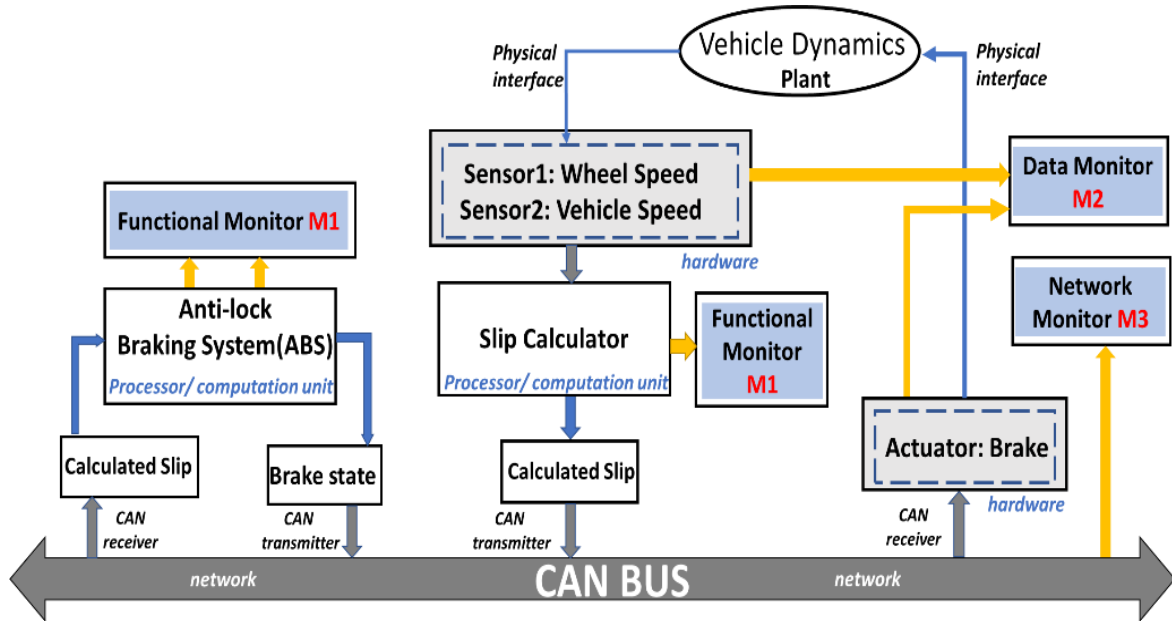 Vehicle Dynamics
Plant
Physical
interface
Physical
interface
Sensor1: Wheel Speed
Sensor2: Vehicle Speed
hardware
Data Monitor
M2
Functional Monitor M1
Network
Monitor M3
Anti-lock
Braking System(ABS)
Processor/ computation unit
Slip Calculator
Processor/ computation unit
Functional
Monitor
M1
Actuator: Brake
hardware
Calculated Slip
Brake state
Calculated Slip
CAN
receiver
CAN
transmitter
CAN
transmitter
CAN
receiver
network
CAN BUS
network